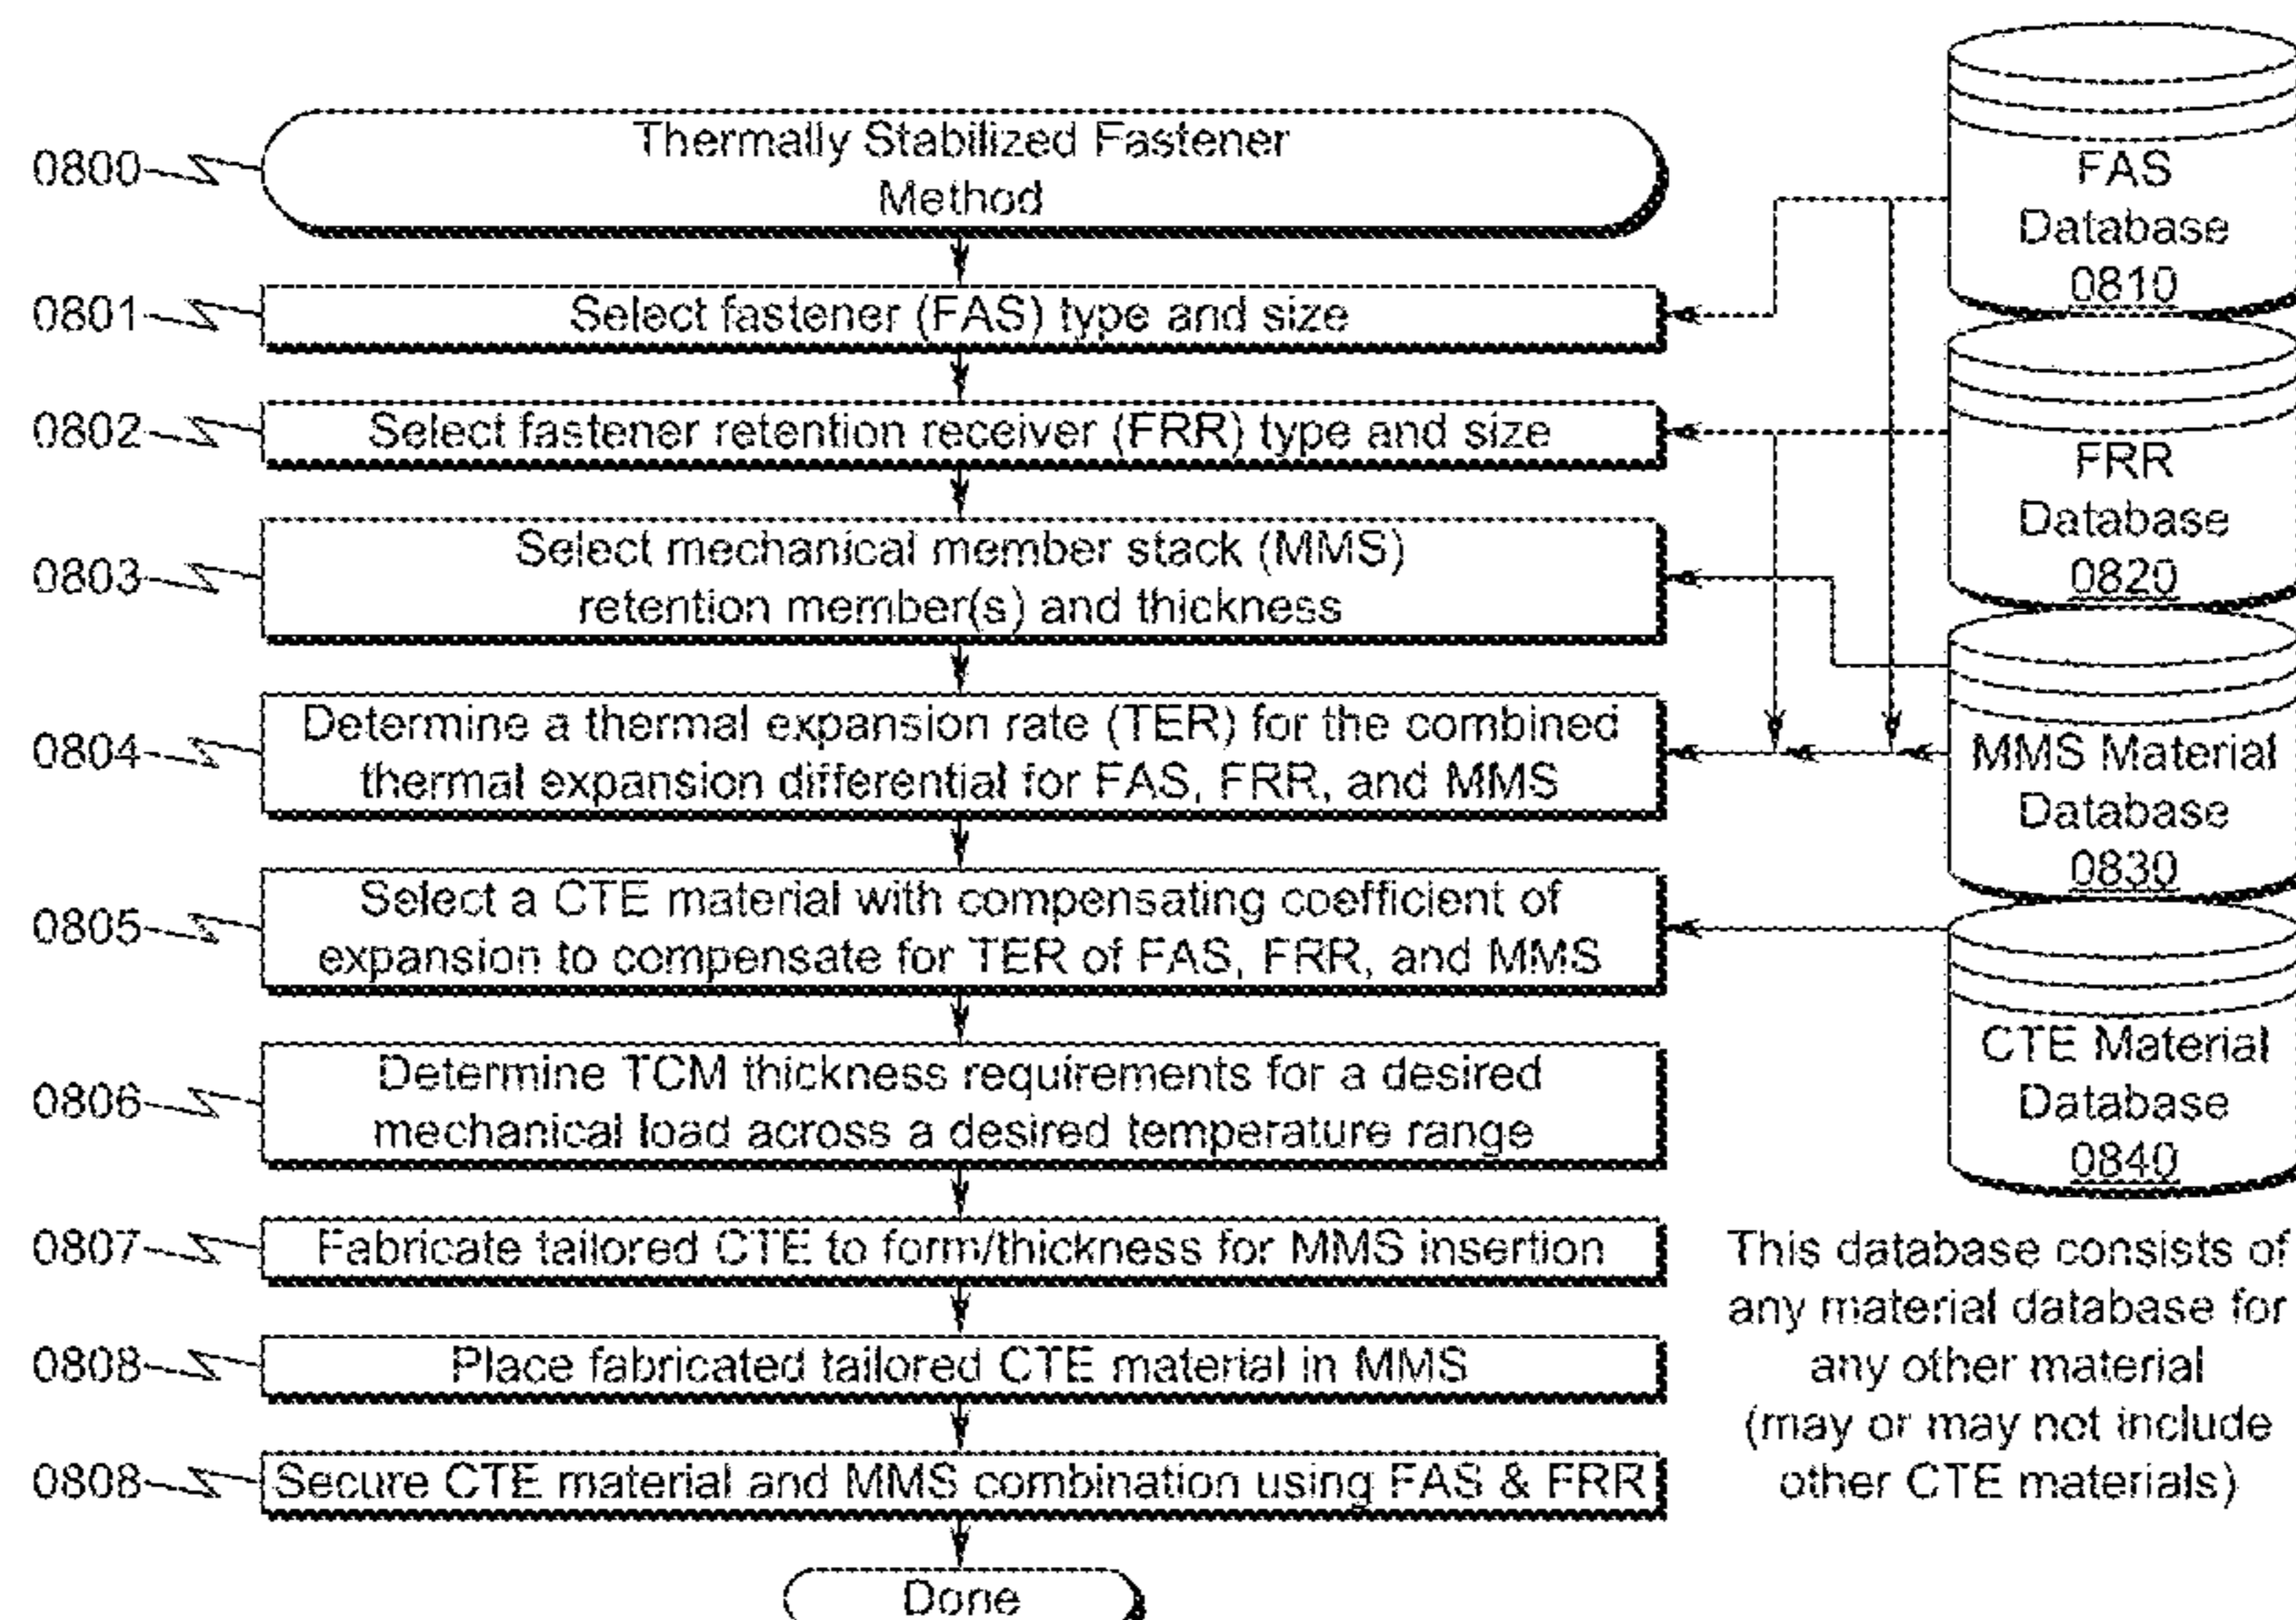 0800
Thermally Stabilized Fastener
Method
0801
Select fastener (FAS) type and size
0802
Select fastener retention receiver (FRR) type and size
0803
Select mechanical member stack (MMS)
retention member(s) and thickness
0804
Determine a thermal expansion rate (TER) for the combined
thermal expansion differential for FAS, FRR, and MMS
0805
Select a CTE material with compensating coefficient of
expansion to compensate for TER of FAS, FRR, and MMS
0806
Determine TCM thickness requirements for a desired
mechanical load across a desired temperature range
0807
Fabricate tailored CTE to form/thickness for MMS insertion
0808
Place fabricated tailored CTE material in MMS
0808
Secure CTE material and MMS combination using FAS & FRR
Done
FAS
Database
0810
FRR
Database
0820
MMS Material
Database
0830
CTE Material
Database
0840
This database consists of
any material database for
any other material
(may or may not include
other CTE materials)